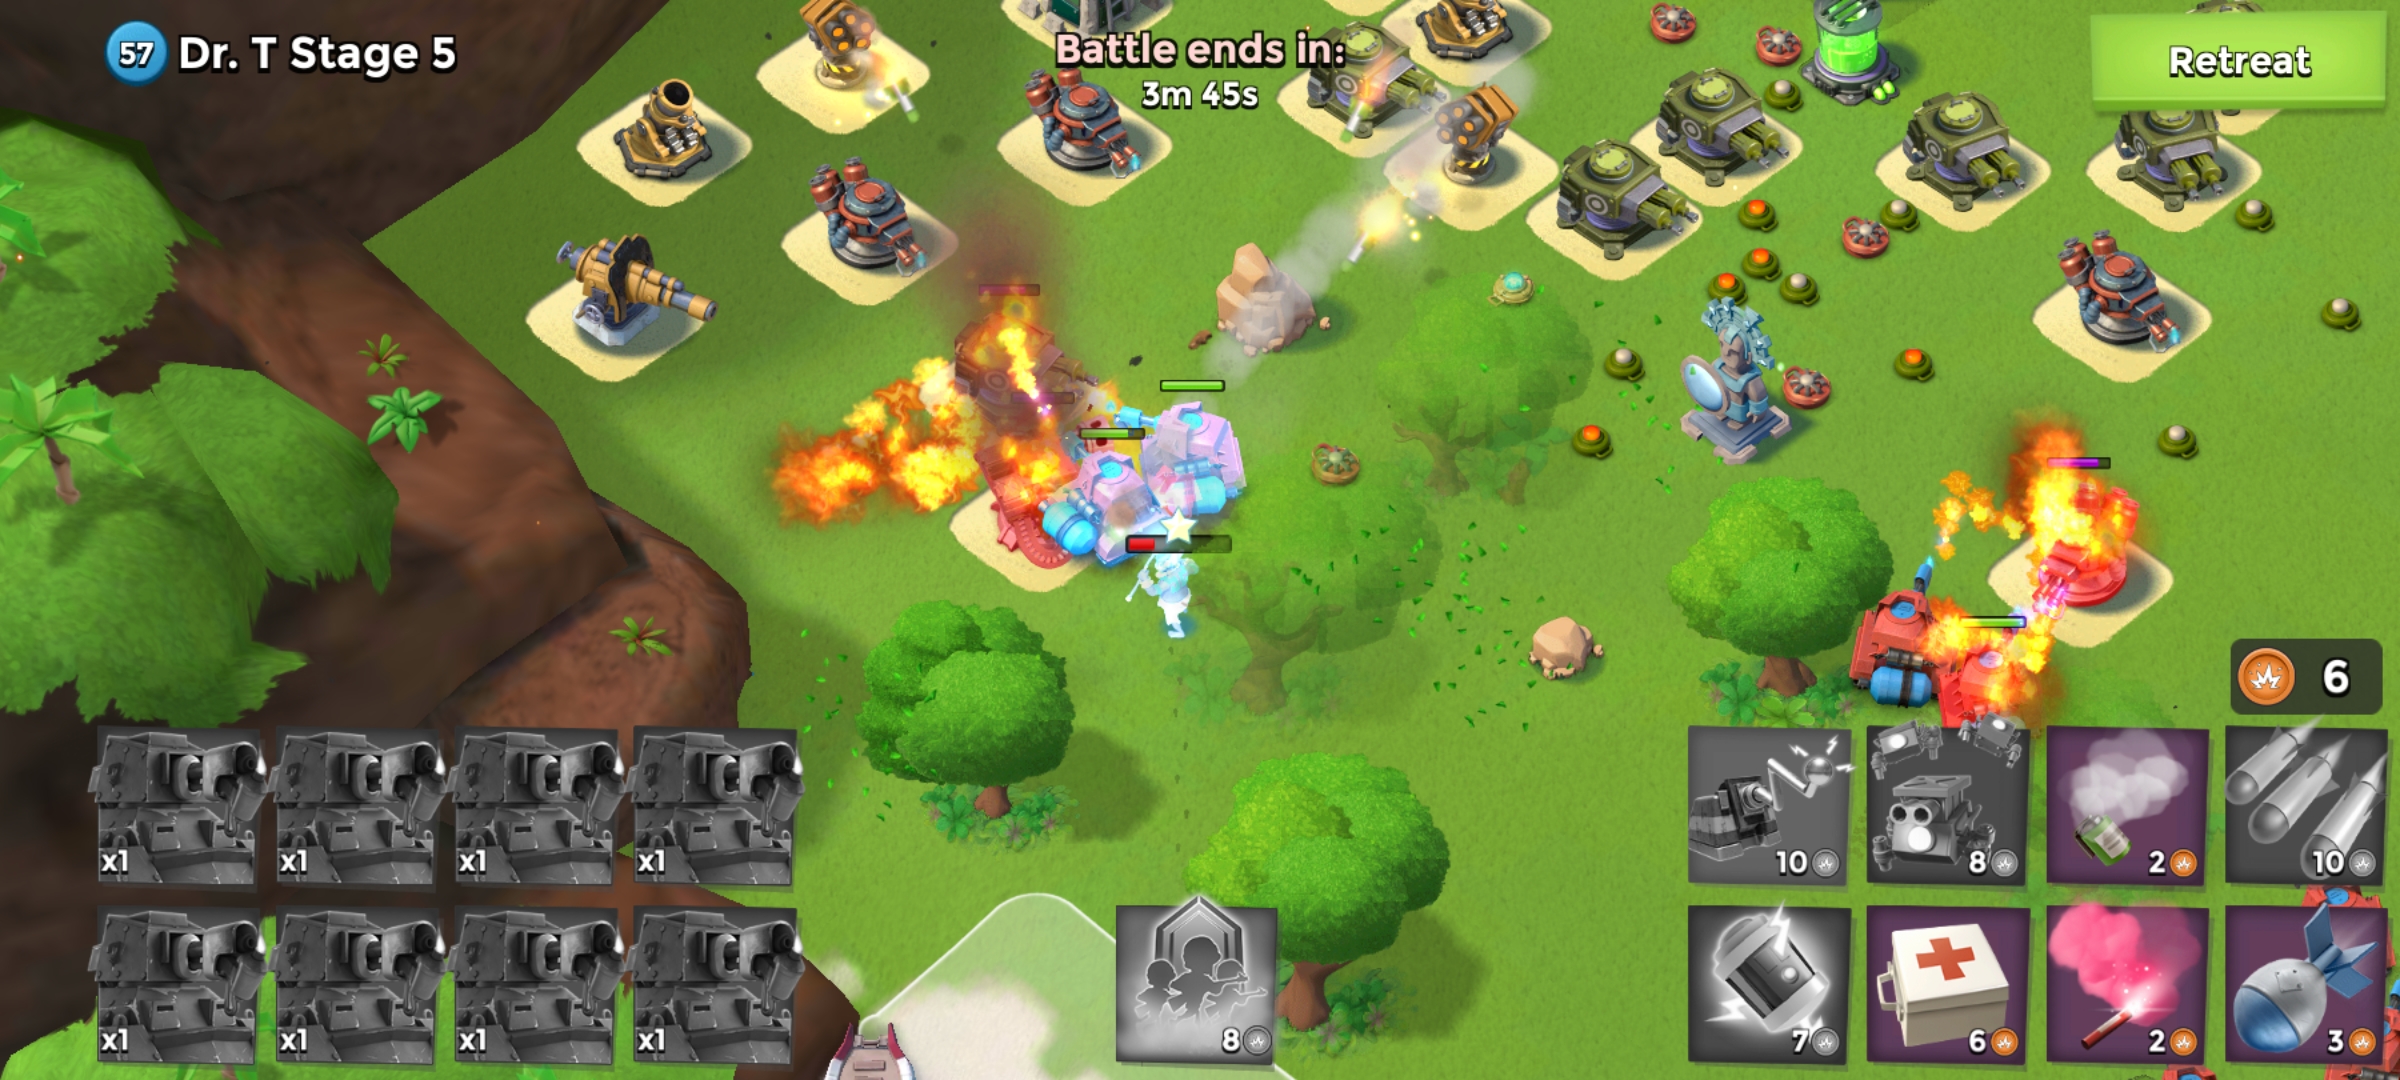 57 Dr. T Stage 5
Battle ends in:
3m 45s
Retreat
6
x1 x1 x1 x1
10 8 2 10
x1 x1 x1 x1
8
7 6 2 3